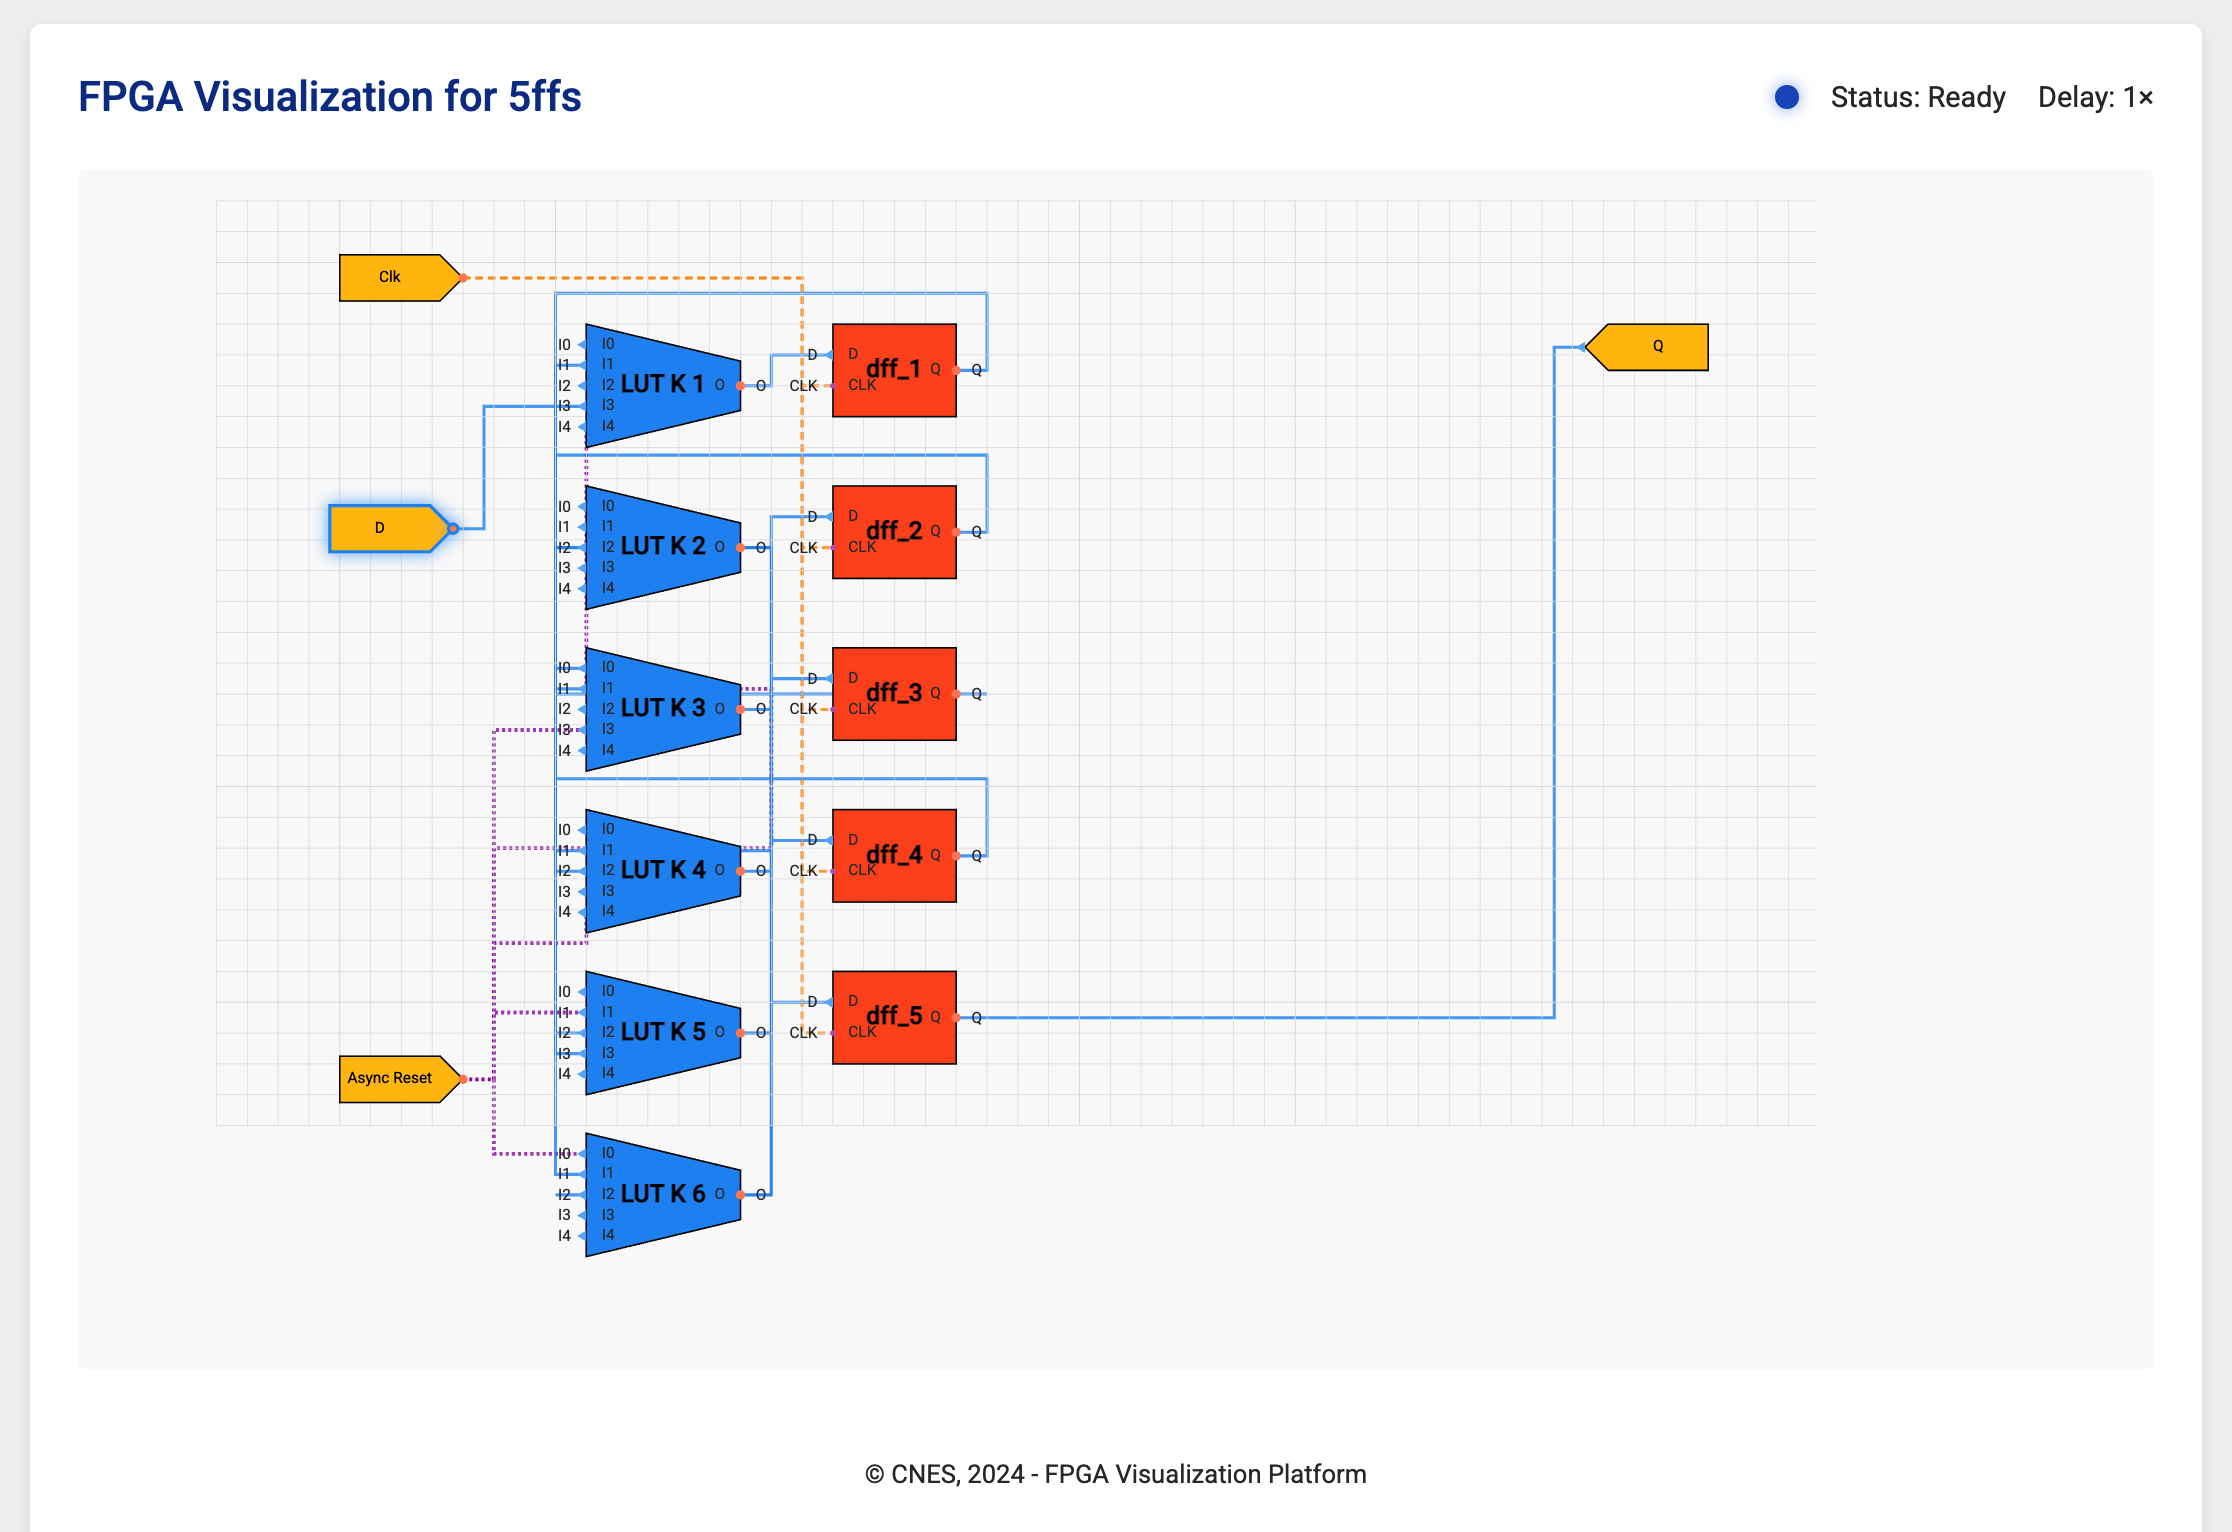 FPGA Visualization for 5ffs
Status: Ready
Delay: 1×
Clk
I0 I0
I1 I1
I2 I2 LUT K 1 O O
I3 I3
I4 I4
D D
dff_1 Q Q
CLK CLK
Q
D
I0 I0
I1 I1
I2 I2 LUT K 2 O O
I3 I3
I4 I4
D D
dff_2 Q Q
CLK CLK
I0 I0
I1 I1
I2 I2 LUT K 3 O O
I3 I3
I4 I4
D D
dff_3 Q Q
CLK CLK
I0 I0
I1 I1
I2 I2 LUT K 4 O O
I3 I3
I4 I4
D D
dff_4 Q Q
CLK CLK
I0 I0
I1 I1
I2 I2 LUT K 5 O O
I3 I3
I4 I4
D D
dff_5 Q Q
CLK CLK
Async Reset
I0 I0
I1 I1
I2 I2 LUT K 6 O O
I3 I3
I4 I4
© CNES, 2024 - FPGA Visualization Platform